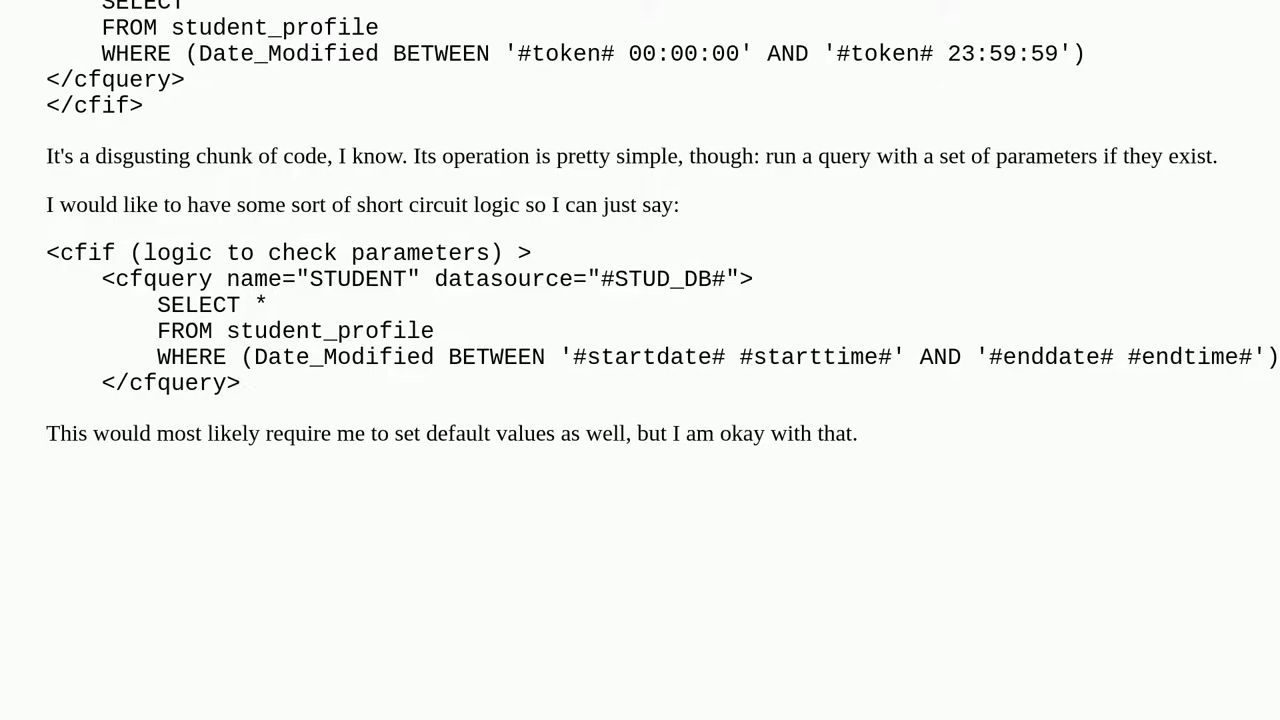 SELECT
    FROM student_profile
    WHERE (Date_Modified BETWEEN '#token# 00:00:00' AND '#token# 23:59:59')
</cfquery>
</cfif>
It's a disgusting chunk of code, I know. Its operation is pretty simple, though: run a query with a set of parameters if they exist.
I would like to have some sort of short circuit logic so I can just say:
<cfif (logic to check parameters) >
    <cfquery name="STUDENT" datasource="#STUD_DB#">
        SELECT *
        FROM student_profile
        WHERE (Date_Modified BETWEEN '#startdate# #starttime#' AND '#enddate# #endtime#')
    </cfquery>
This would most likely require me to set default values as well, but I am okay with that.